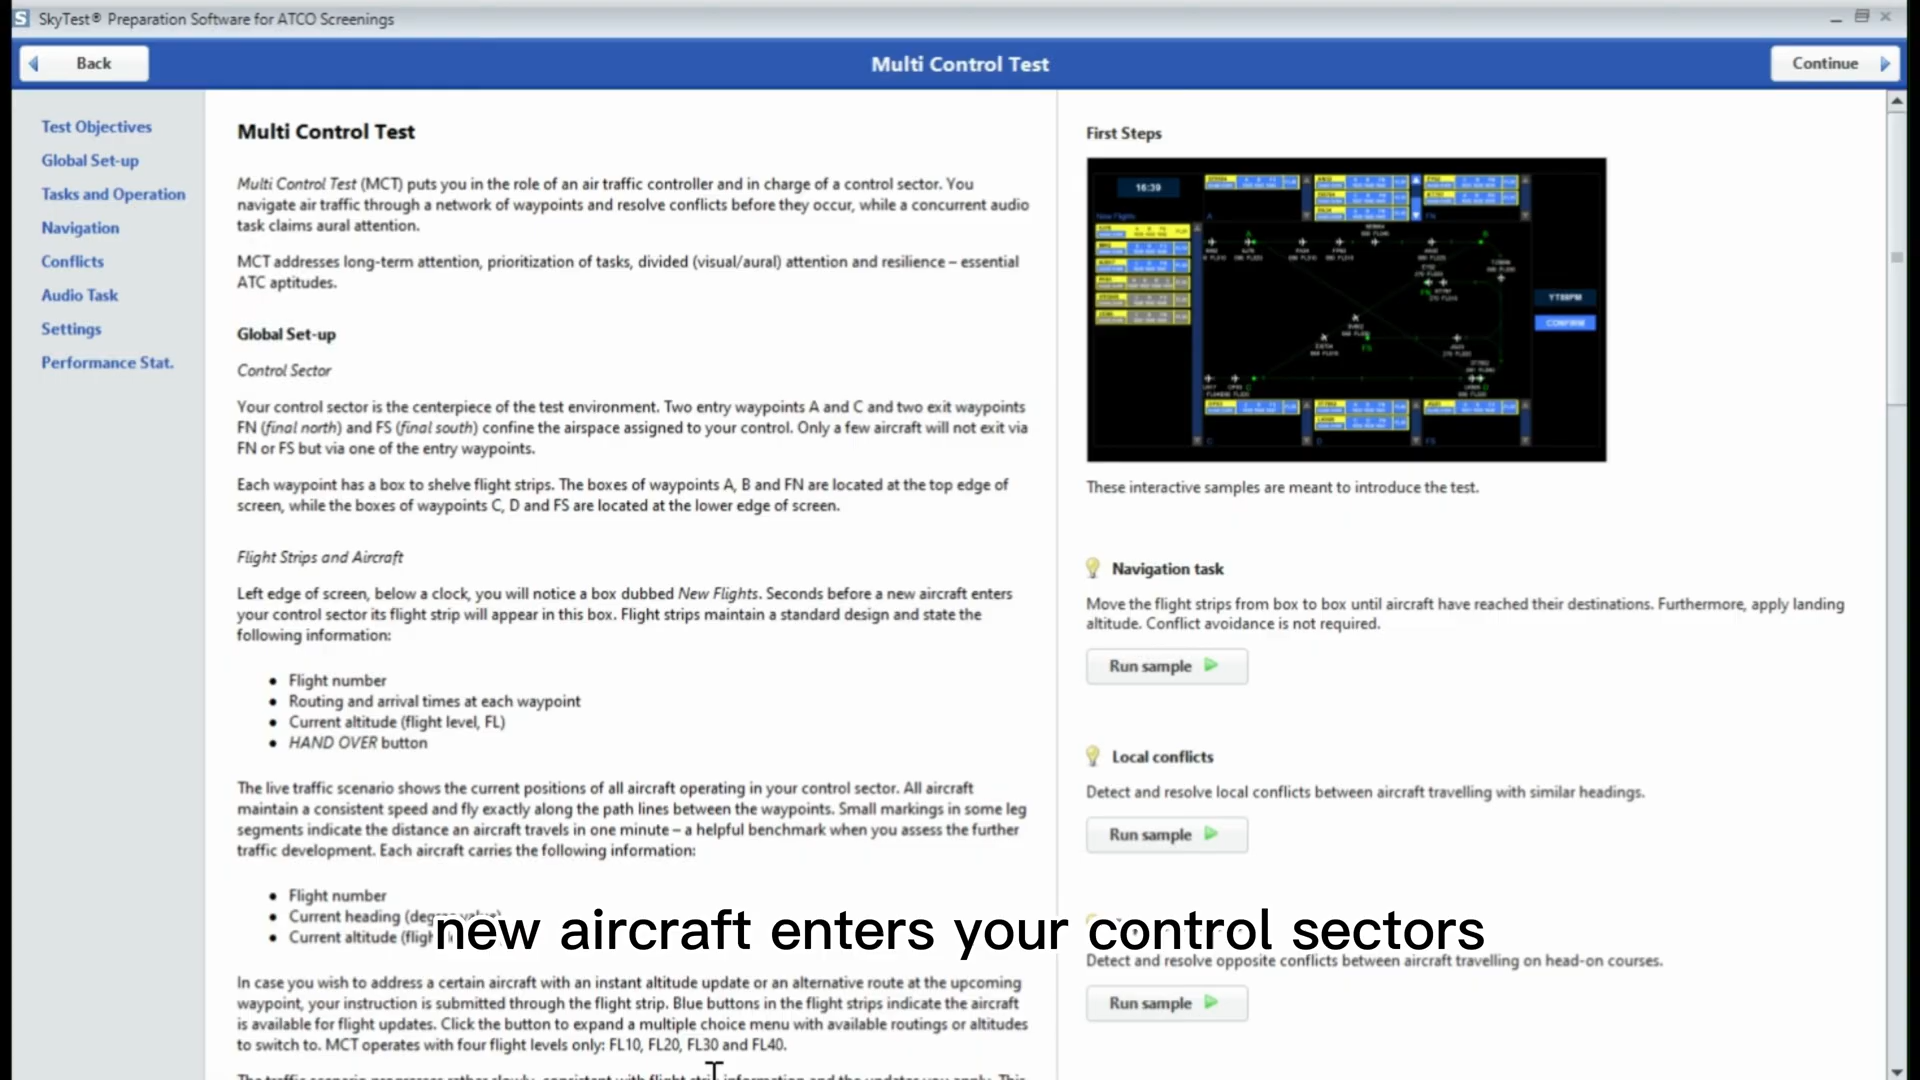 SkyTest® Preparation Software for ATCO Screenings
Back
Multi Control Test
Continue
Test Objectives
Global Set-up
Tasks and Operation
Navigation
Conflicts
Audio Task
Settings
Performance Stat.
Multi Control Test
Multi Control Test (MCT) puts you in the role of an air traffic controller and in charge of a control sector. You
navigate air traffic through a network of waypoints and resolve conflicts before they occur, while a concurrent audio
task claims aural attention.
MCT addresses long-term attention, prioritization of tasks, divided (visual/aural) attention and resilience – essential
ATC aptitudes.
Global Set-up
Control Sector
Your control sector is the centerpiece of the test environment. Two entry waypoints A and C and two exit waypoints
FN (final north) and FS (final south) confine the airspace assigned to your control. Only a few aircraft will not exit via
FN or FS but via one of the entry waypoints.
Each waypoint has a box to shelve flight strips. The boxes of waypoints A, B and FN are located at the top edge of
screen, while the boxes of waypoints C, D and FS are located at the lower edge of screen.
Flight Strips and Aircraft
Left edge of screen, below a clock, you will notice a box dubbed New Flights. Seconds before a new aircraft enters
your control sector its flight strip will appear in this box. Flight strips maintain a standard design and state the
following information:
• Flight number
• Routing and arrival times at each waypoint
• Current altitude (flight level, FL)
• HAND OVER button
The live traffic scenario shows the current positions of all aircraft operating in your control sector. All aircraft
maintain a consistent speed and fly exactly along the path lines between the waypoints. Small markings in some leg
segments indicate the distance an aircraft travels in one minute – a helpful benchmark when you assess the further
traffic development. Each aircraft carries the following information:
• Flight number
• Current heading (degree value)
• Current altitude (fligh
In case you wish to address a certain aircraft with an instant altitude update or an alternative route at the upcoming
waypoint, your instruction is submitted through the flight strip. Blue buttons in the flight strips indicate the aircraft
is available for flight updates. Click the button to expand a multiple choice menu with available routings or altitudes
to switch to. MCT operates with four flight levels only: FL10, FL20, FL30 and FL40.
First Steps
16:39
New Flights
YT88PM
CONFIRM
These interactive samples are meant to introduce the test.
Navigation task
Move the flight strips from box to box until aircraft have reached their destinations. Furthermore, apply landing
altitude. Conflict avoidance is not required.
Run sample
Local conflicts
Detect and resolve local conflicts between aircraft travelling with similar headings.
Run sample
Detect and resolve opposite conflicts between aircraft travelling on head-on courses.
Run sample
new aircraft enters your control sectors